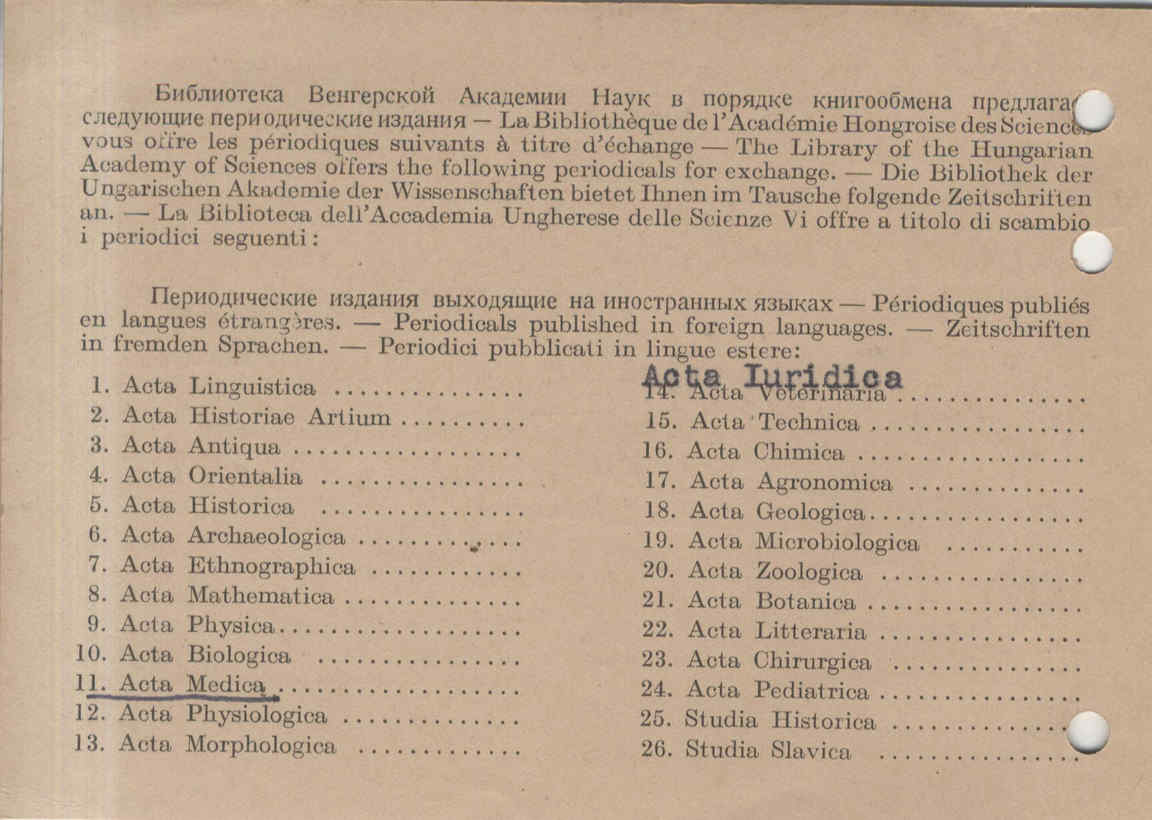 Библиотека Венгерской Академии Наук в порядке книгообмена
следующие периодические издания — La Bibliothèque de l'Académie Hongroise des Sciences
vous offre les périodiques suivants à titre d'échange — The Library of the Hungarian
Academy of Sciences offers the following periodicals for exchange. — Die Bibliothek der
Ungarischen Akademie der Wissenschaften bietet Ihnen im Tausche folgende Zeitschriften
an. — La Biblioteca dell'Accademia Ungherese delle Scienze Vi offre a titolo di scambio
i periodici seguenti :
Периодические издания выходящие на иностранных языках — Périodiques publiés
en langues étrangères. — Periodicals published in foreign languages. — Zeitschriften
in fremden Sprachen. — Periodici pubblicati in lingue estere:
1. Acta Linguistica ...............
2. Acta Historiae Artium ..........
3. Acta Antiqua ..................
4. Acta Orientalia ................
5. Acta Historica ................
6. Acta Archaeologica .............
7. Acta Ethnographica ............
8. Acta Mathematica ..............
9. Acta Physica...................
10. Acta Biologica ................
11. Acta Medica ...................
12. Acta Physiologica ..............
13. Acta Morphologica .............
Acta Iuridica
14. Acta Veterinaria ...............
15. Acta Technica .................
16. Acta Chimica ..................
17. Acta Agronomica ..............
18. Acta Geologica.................
19. Acta Microbiologica ...........
20. Acta Zoologica ................
21. Acta Botanica .................
22. Acta Litteraria ................
23. Acta Chirurgica ...............
24. Acta Pediatrica ................
25. Studia Historica ..............
26. Studia Slavica ................